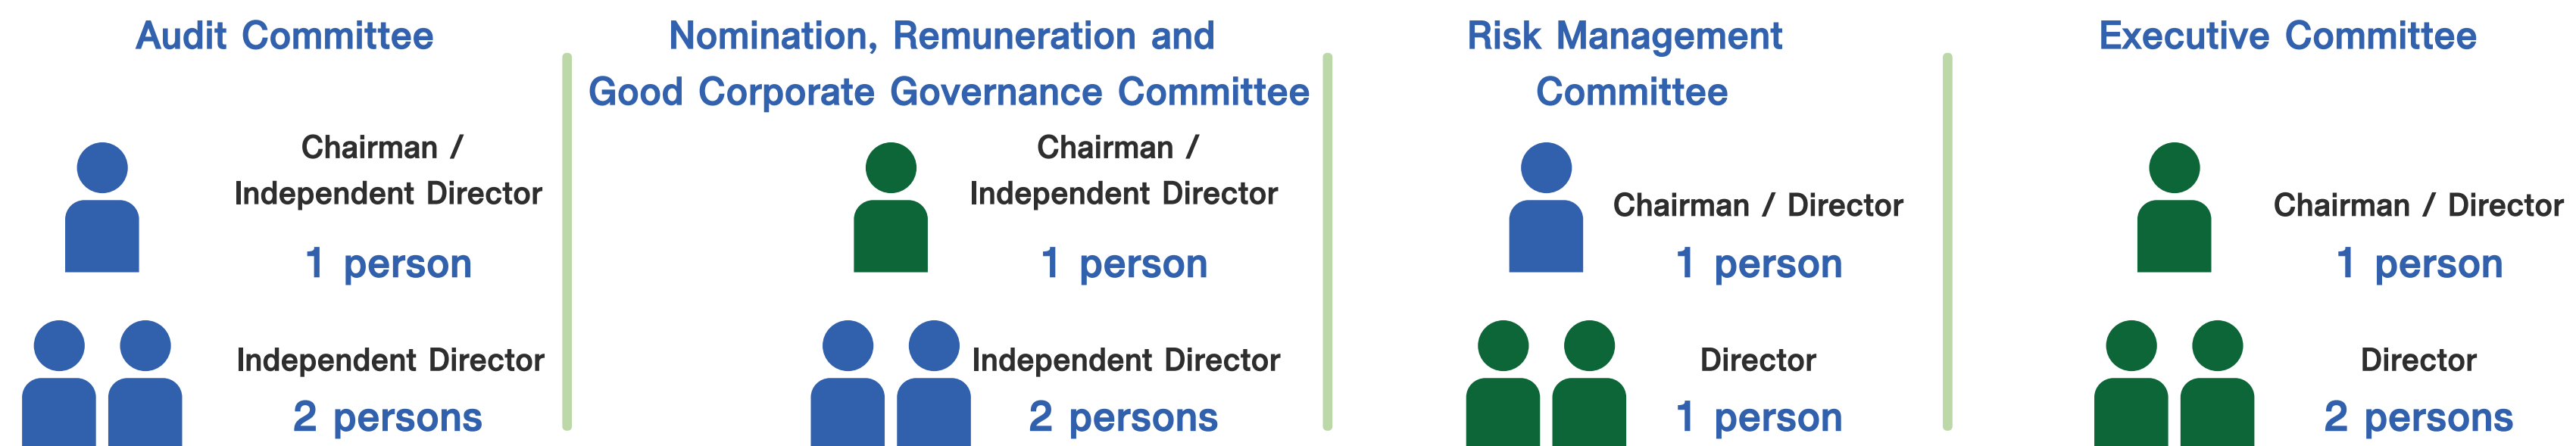 Audit Committee
Chairman /
Independent Director
1 person
Independent Director
2 persons
Nomination, Remuneration and
Good Corporate Governance Committee
Chairman /
Independent Director
1 person
Independent Director
2 persons
Risk Management
Committee
Chairman / Director
1 person
Director
1 person
Executive Committee
Chairman / Director
1 person
Director
2 persons